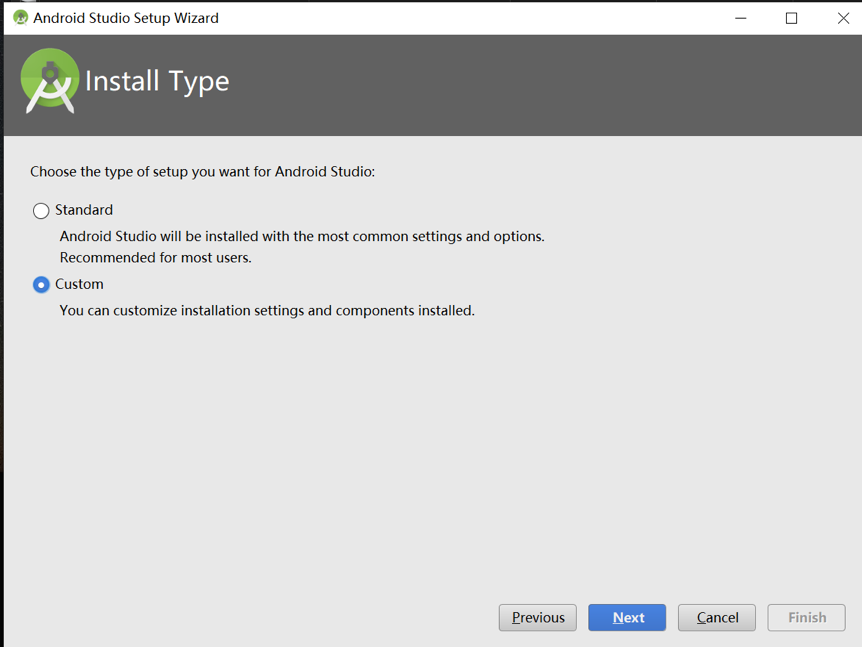 Android Studio Setup Wizard
Install Type
Choose the type of setup you want for Android Studio:
Standard
Android Studio will be installed with the most common settings and options.
Recommended for most users.
Custom
You can customize installation settings and components installed.
Previous Next Cancel Finish